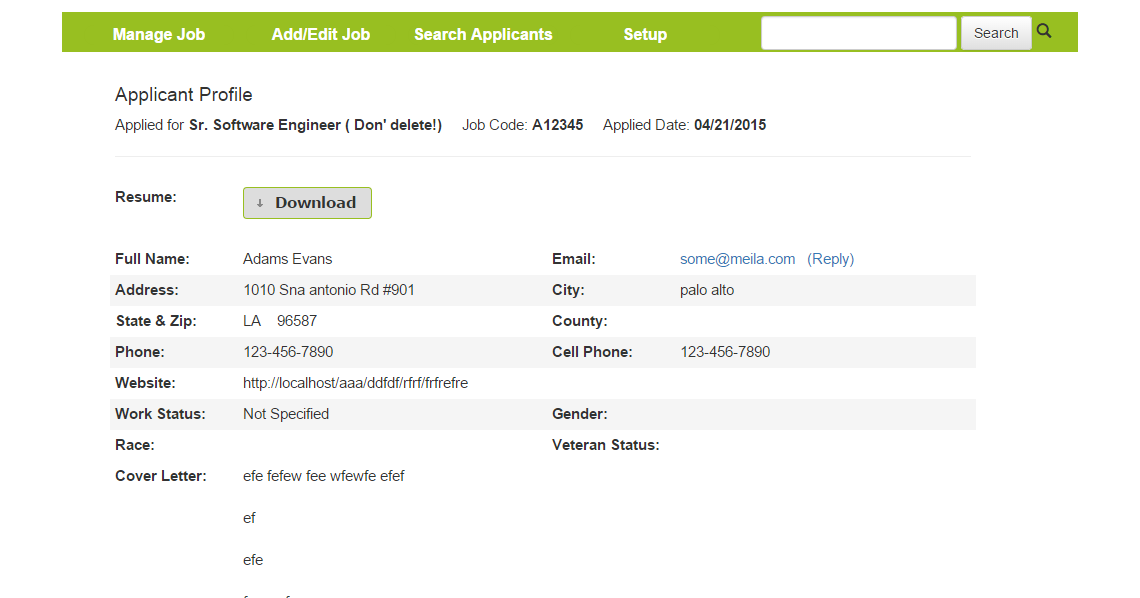 Manage Job Add/Edit Job Search Applicants Setup Search
Applicant Profile
Applied for Sr. Software Engineer ( Don' delete!) Job Code: A12345 Applied Date: 04/21/2015
Resume: Download
Full Name: Adams Evans Email: some@meila.com (Reply)
Address: 1010 Sna antonio Rd #901 City: palo alto
State & Zip: LA 96587 County:
Phone: 123-456-7890 Cell Phone: 123-456-7890
Website: http://localhost/aaa/ddfdf/rfrf/frfrefre
Work Status: Not Specified Gender:
Race: Veteran Status:
Cover Letter: efe fefew fee wfewfe efef
ef
efe